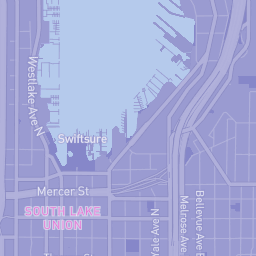 Westlake Ave N
Swiftsure
Mercer St
SOUTH LAKE
UNION
Yale Ave N
Melrose Ave
Bellevue Ave E